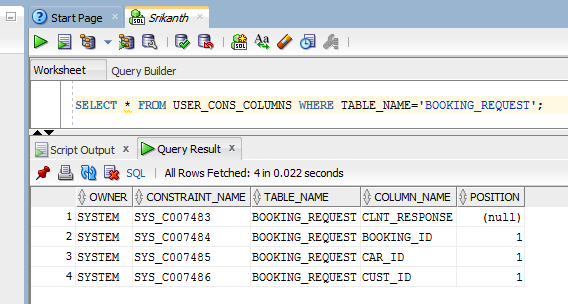 Start Page × Srikanth ×
SQL
Aa
Worksheet Query Builder
SELECT * FROM USER_CONS_COLUMNS WHERE TABLE_NAME='BOOKING_REQUEST';
Script Output × Query Result ×
SQL | All Rows Fetched: 4 in 0.022 seconds
OWNER CONSTRAINT_NAME TABLE_NAME COLUMN_NAME POSITION
1 SYSTEM SYS_C007483 BOOKING_REQUEST CLNT_RESPONSE (null)
2 SYSTEM SYS_C007484 BOOKING_REQUEST BOOKING_ID 1
3 SYSTEM SYS_C007485 BOOKING_REQUEST CAR_ID 1
4 SYSTEM SYS_C007486 BOOKING_REQUEST CUST_ID 1